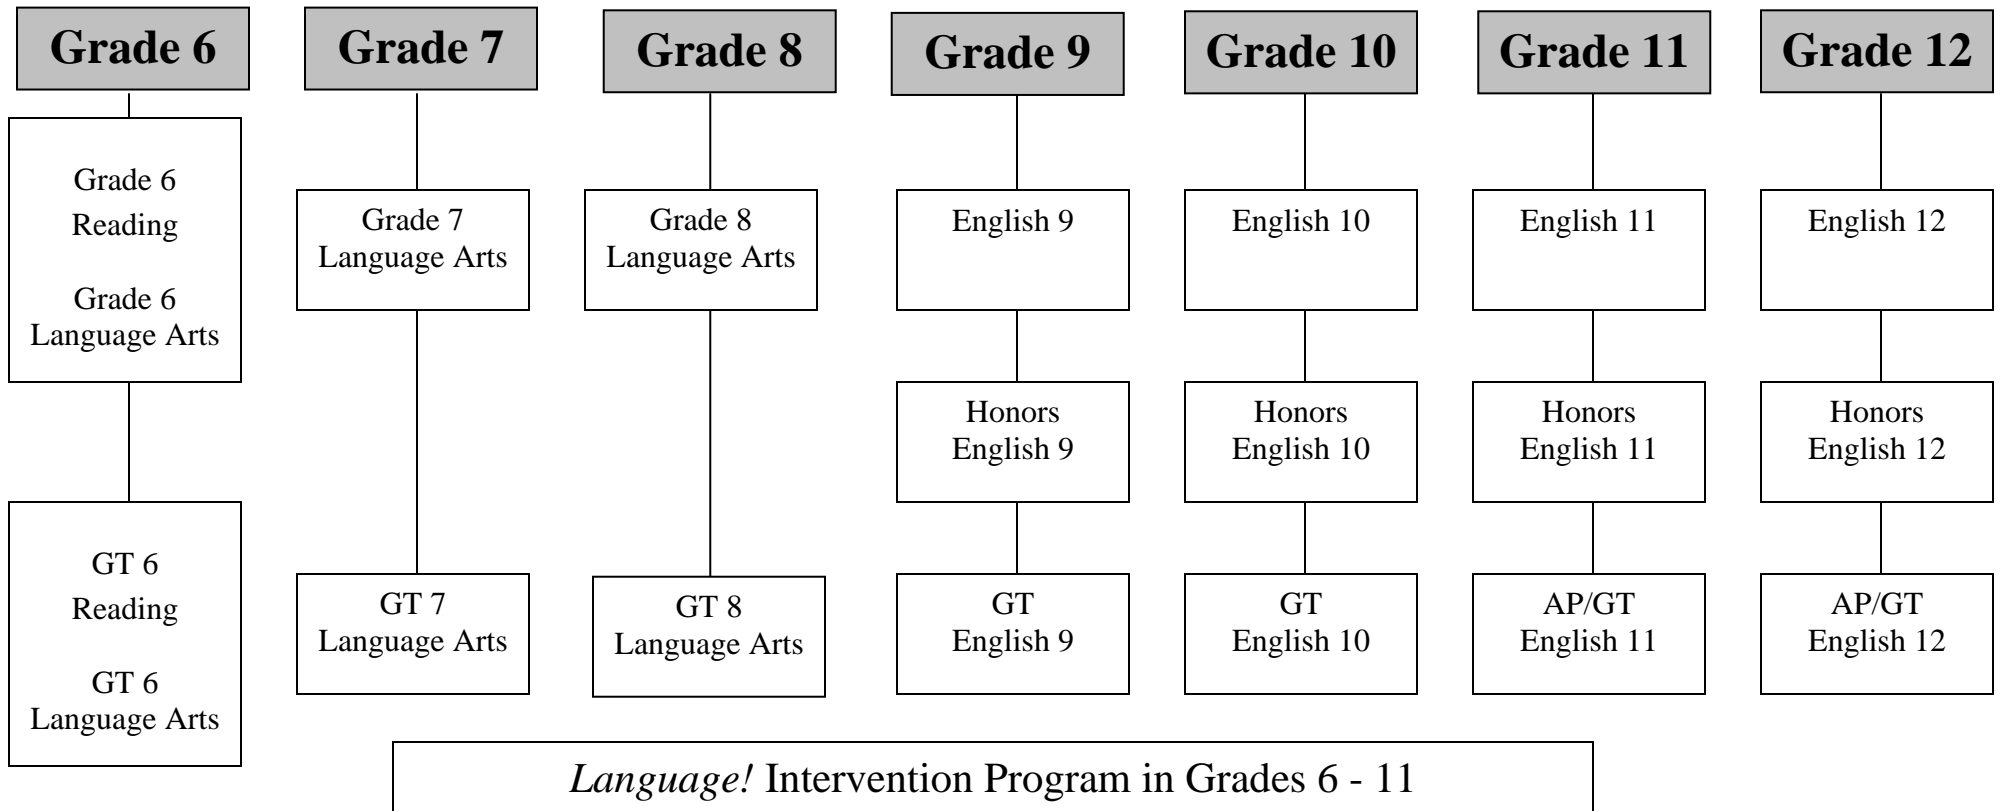 Grade 6
Grade 7
Grade 8
Grade 9
Grade 10
Grade 11
Grade 12
Grade 6
Reading
Grade 6
Language Arts
Grade 7
Language Arts
Grade 8
Language Arts
English 9
English 10
English 11
English 12
Honors
English 9
Honors
English 10
Honors
English 11
Honors
English 12
GT 6
Reading
GT 6
Language Arts
GT 7
Language Arts
GT 8
Language Arts
GT
English 9
GT
English 10
AP/GT
English 11
AP/GT
English 12
Language! Intervention Program in Grades 6 - 11